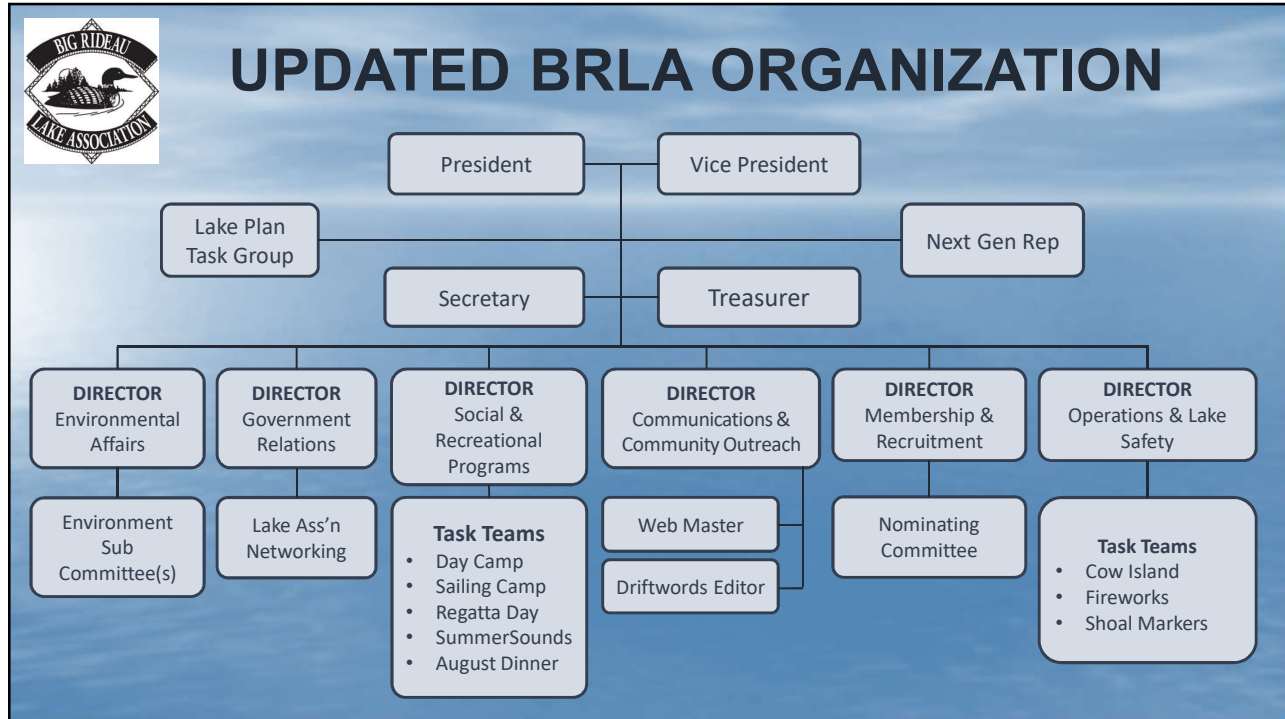 BIG RIDEAU
LAKE ASSOCIATION
UPDATED BRLA ORGANIZATION
President
Vice President
Lake Plan
Task Group
Next Gen Rep
Secretary
Treasurer
DIRECTOR
Environmental
Affairs
DIRECTOR
Government
Relations
DIRECTOR
Social &
Recreational
Programs
DIRECTOR
Communications &
Community Outreach
DIRECTOR
Membership &
Recruitment
DIRECTOR
Operations & Lake
Safety
Environment
Sub
Committee(s)
Lake Ass’n
Networking
Task Teams
• Day Camp
• Sailing Camp
• Regatta Day
• SummerSounds
• August Dinner
Web Master
Driftwords Editor
Nominating
Committee
Task Teams
• Cow Island
• Fireworks
• Shoal Markers